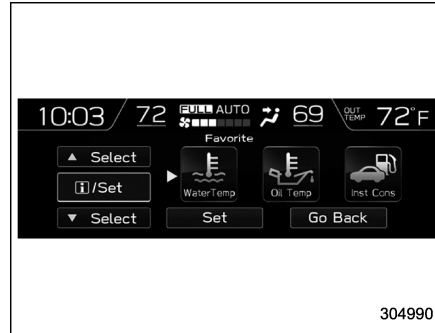 10:03 72 FULL AUTO 69 OUT TEMP 72°F
Favorite
▲ Select
i/Set
▼ Select
WaterTemp Oil Temp Inst Cons
Set Go Back
304990